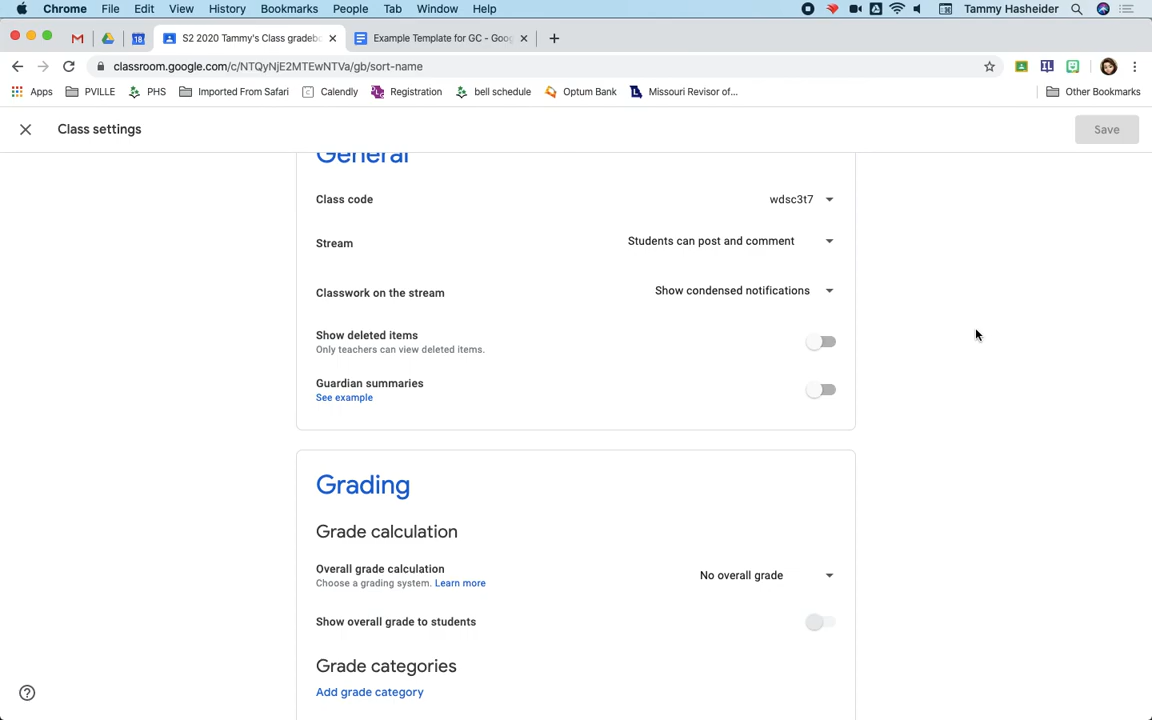 Chrome File Edit View History Bookmarks People Tab Window Help Tammy Hasheider
18 S2 2020 Tammy's Class gradeb Example Template for GC - Goog
classroom.google.com/c/NTQyNjE2MTEwNTVa/gb/sort-name
Apps PVILLE PHS Imported From Safari Calendly Registration bell schedule Optum Bank Missouri Revisor of... Other Bookmarks
Class settings Save
General
Class code wdsc3t7
Stream Students can post and comment
Classwork on the stream Show condensed notifications
Show deleted items
Only teachers can view deleted items.
Guardian summaries
See example
Grading
Grade calculation
Overall grade calculation No overall grade
Choose a grading system. Learn more
Show overall grade to students
Grade categories
Add grade category